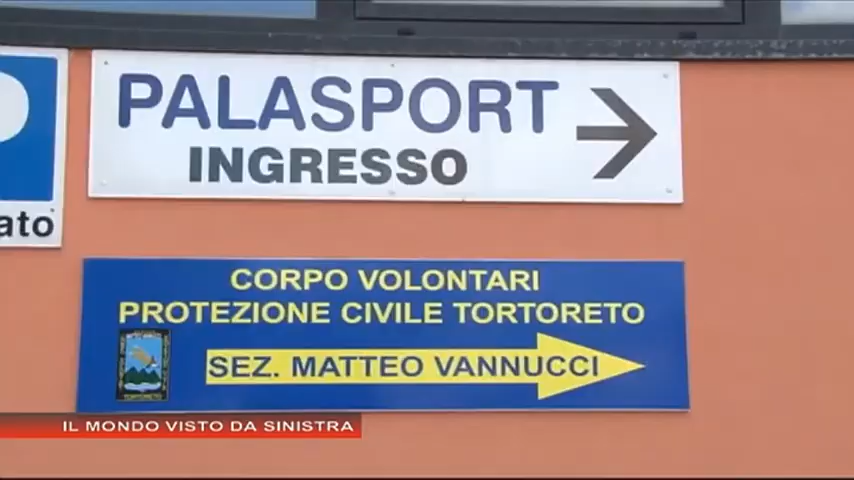 P
ato
PALASPORT
INGRESSO
CORPO VOLONTARI
PROTEZIONE CIVILE TORTORETO
SEZ. MATTEO VANNUCCI
IL MONDO VISTO DA SINISTRA